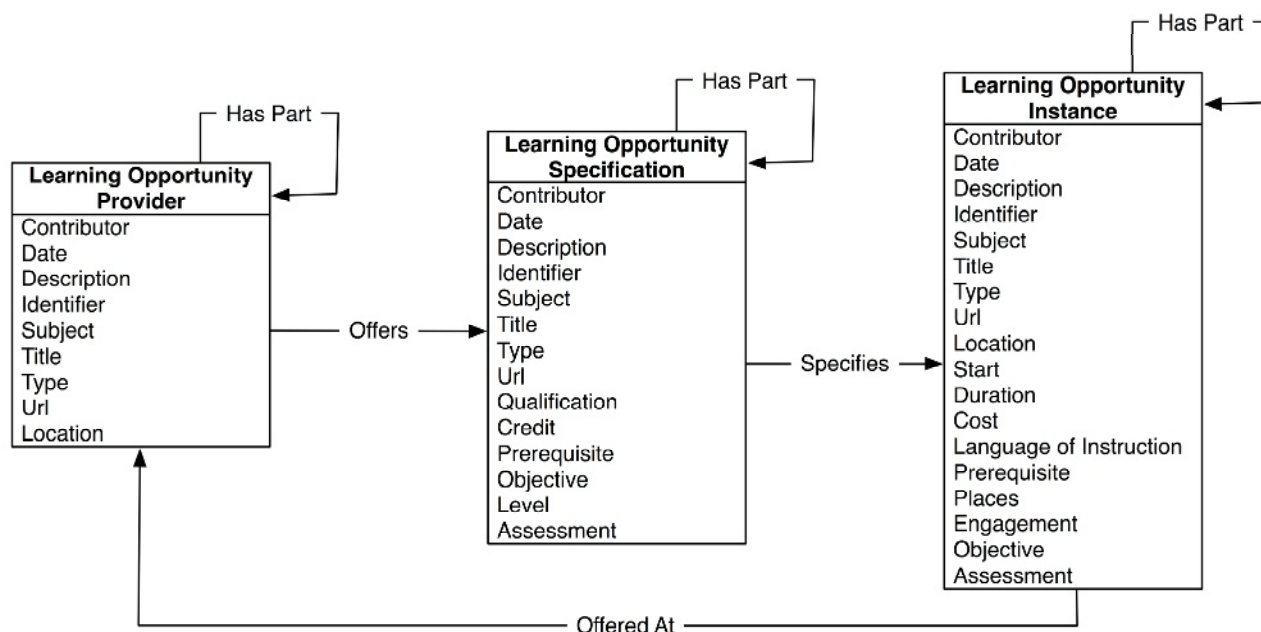 Has Part
Learning Opportunity
Provider
Contributor
Date
Description
Identifier
Subject
Title
Type
Url
Location
Offers
Has Part
Learning Opportunity
Specification
Contributor
Date
Description
Identifier
Subject
Title
Type
Url
Qualification
Credit
Prerequisite
Objective
Level
Assessment
Specifies
Has Part
Learning Opportunity
Instance
Contributor
Date
Description
Identifier
Subject
Title
Type
Url
Location
Start
Duration
Cost
Language of Instruction
Prerequisite
Places
Engagement
Objective
Assessment
Offered At